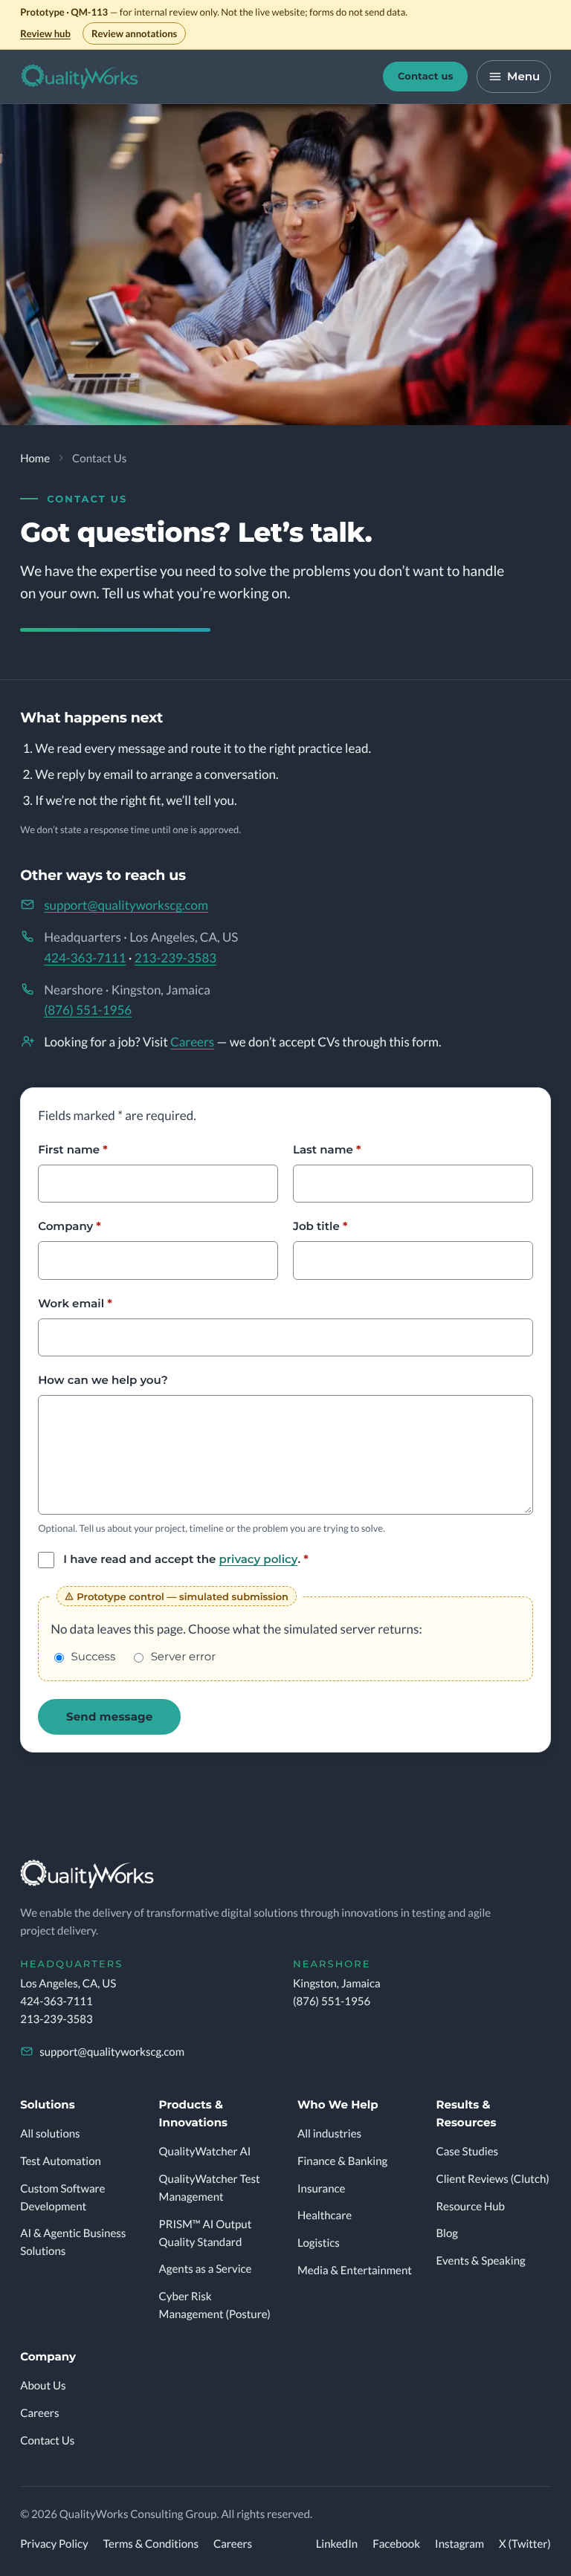 Prototype · QM-113 — for internal review only. Not the live website; forms do not send data.
Review hub Review annotations
QualityWorks Contact us Menu
Home > Contact Us
CONTACT US
Got questions? Let’s talk.
We have the expertise you need to solve the problems you don’t want to handle
on your own. Tell us what you’re working on.
What happens next
1. We read every message and route it to the right practice lead.
2. We reply by email to arrange a conversation.
3. If we’re not the right fit, we’ll tell you.
We don’t state a response time until one is approved.
Other ways to reach us
support@qualityworkscg.com
Headquarters · Los Angeles, CA, US
424-363-7111 · 213-239-3583
Nearshore · Kingston, Jamaica
(876) 551-1956
Looking for a job? Visit Careers — we don’t accept CVs through this form.
Fields marked * are required.
First name * Last name *
Company * Job title *
Work email *
How can we help you?
Optional. Tell us about your project, timeline or the problem you are trying to solve.
I have read and accept the privacy policy. *
Prototype control — simulated submission
No data leaves this page. Choose what the simulated server returns:
Success Server error
Send message
QualityWorks
We enable the delivery of transformative digital solutions through innovations in testing and agile
project delivery.
HEADQUARTERS
Los Angeles, CA, US
424-363-7111
213-239-3583
NEARSHORE
Kingston, Jamaica
(876) 551-1956
support@qualityworkscg.com
Solutions
All solutions
Test Automation
Custom Software
Development
AI & Agentic Business
Solutions
Products &
Innovations
QualityWatcher AI
QualityWatcher Test
Management
PRISM™ AI Output
Quality Standard
Agents as a Service
Cyber Risk
Management (Posture)
Who We Help
All industries
Finance & Banking
Insurance
Healthcare
Logistics
Media & Entertainment
Results &
Resources
Case Studies
Client Reviews (Clutch)
Resource Hub
Blog
Events & Speaking
Company
About Us
Careers
Contact Us
© 2026 QualityWorks Consulting Group. All rights reserved.
Privacy Policy Terms & Conditions Careers LinkedIn Facebook Instagram X (Twitter)